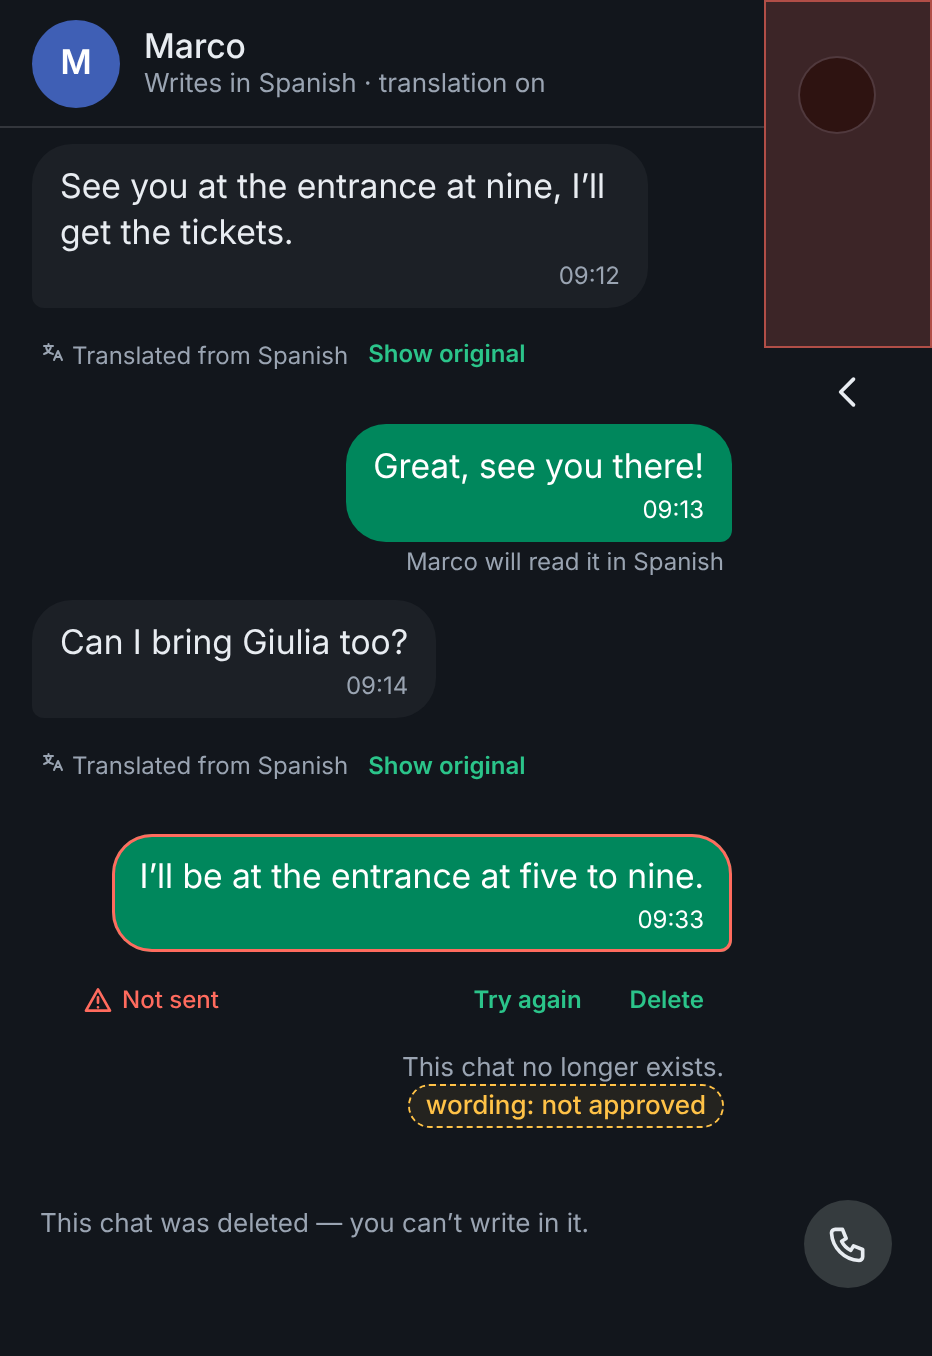 M
Marco
Writes in Spanish · translation on
See you at the entrance at nine, I’ll
get the tickets.
09:12
Translated from Spanish Show original
Great, see you there!
09:13
Marco will read it in Spanish
Can I bring Giulia too?
09:14
Translated from Spanish Show original
I’ll be at the entrance at five to nine.
09:33
Not sent Try again Delete
This chat no longer exists.
wording: not approved
This chat was deleted — you can’t write in it.